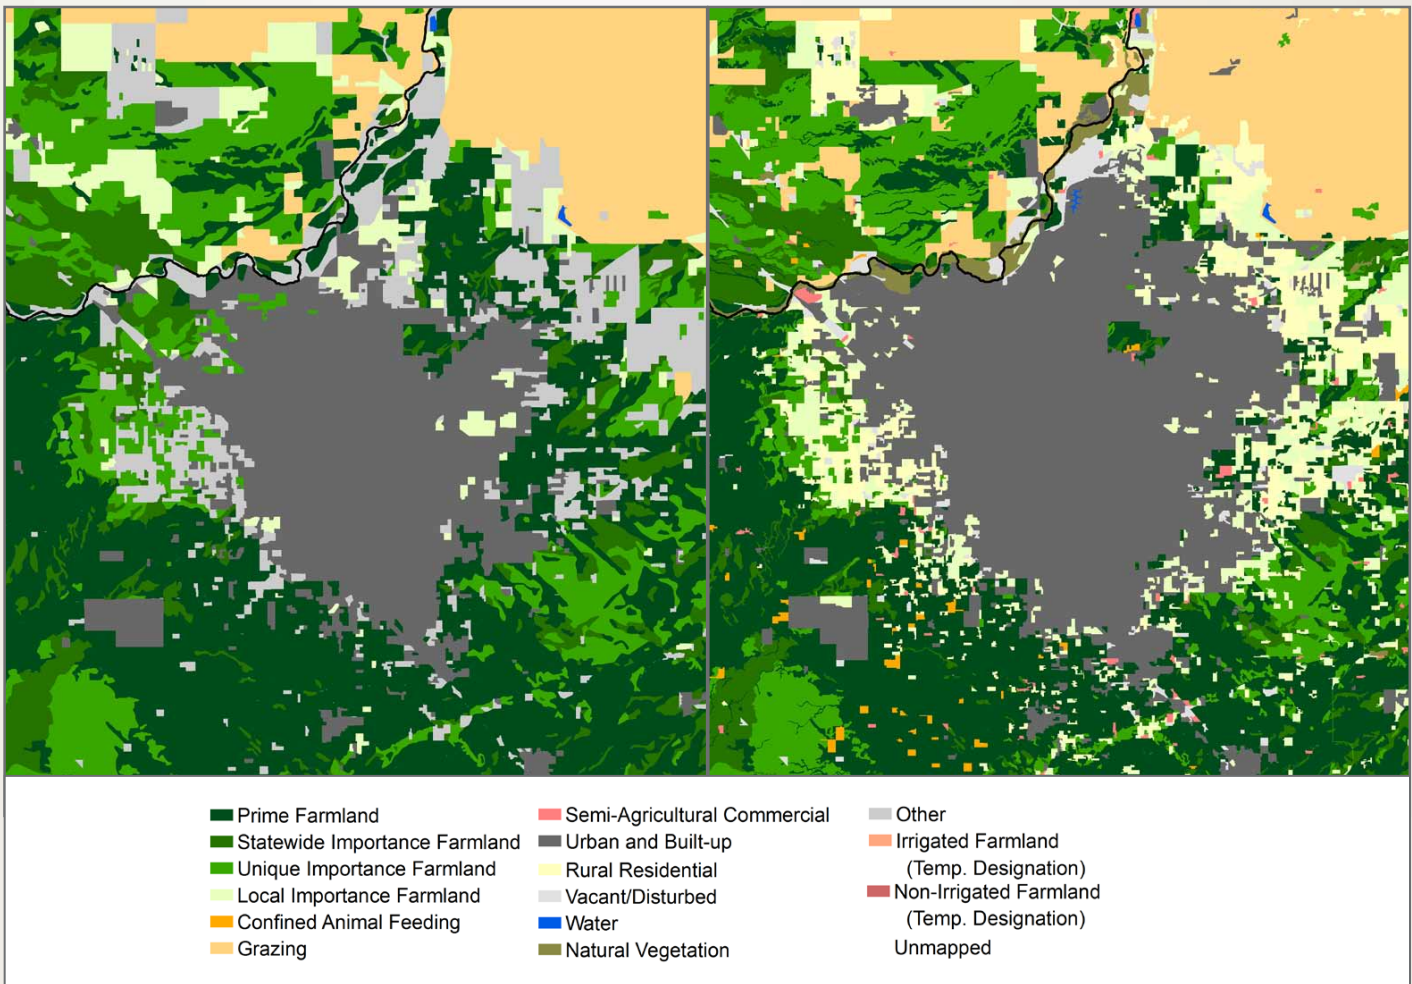 Prime Farmland
Statewide Importance Farmland
Unique Importance Farmland
Local Importance Farmland
Confined Animal Feeding
Grazing
Semi-Agricultural Commercial
Urban and Built-up
Rural Residential
Vacant/Disturbed
Water
Natural Vegetation
Other
Irrigated Farmland
(Temp. Designation)
Non-Irrigated Farmland
(Temp. Designation)
Unmapped